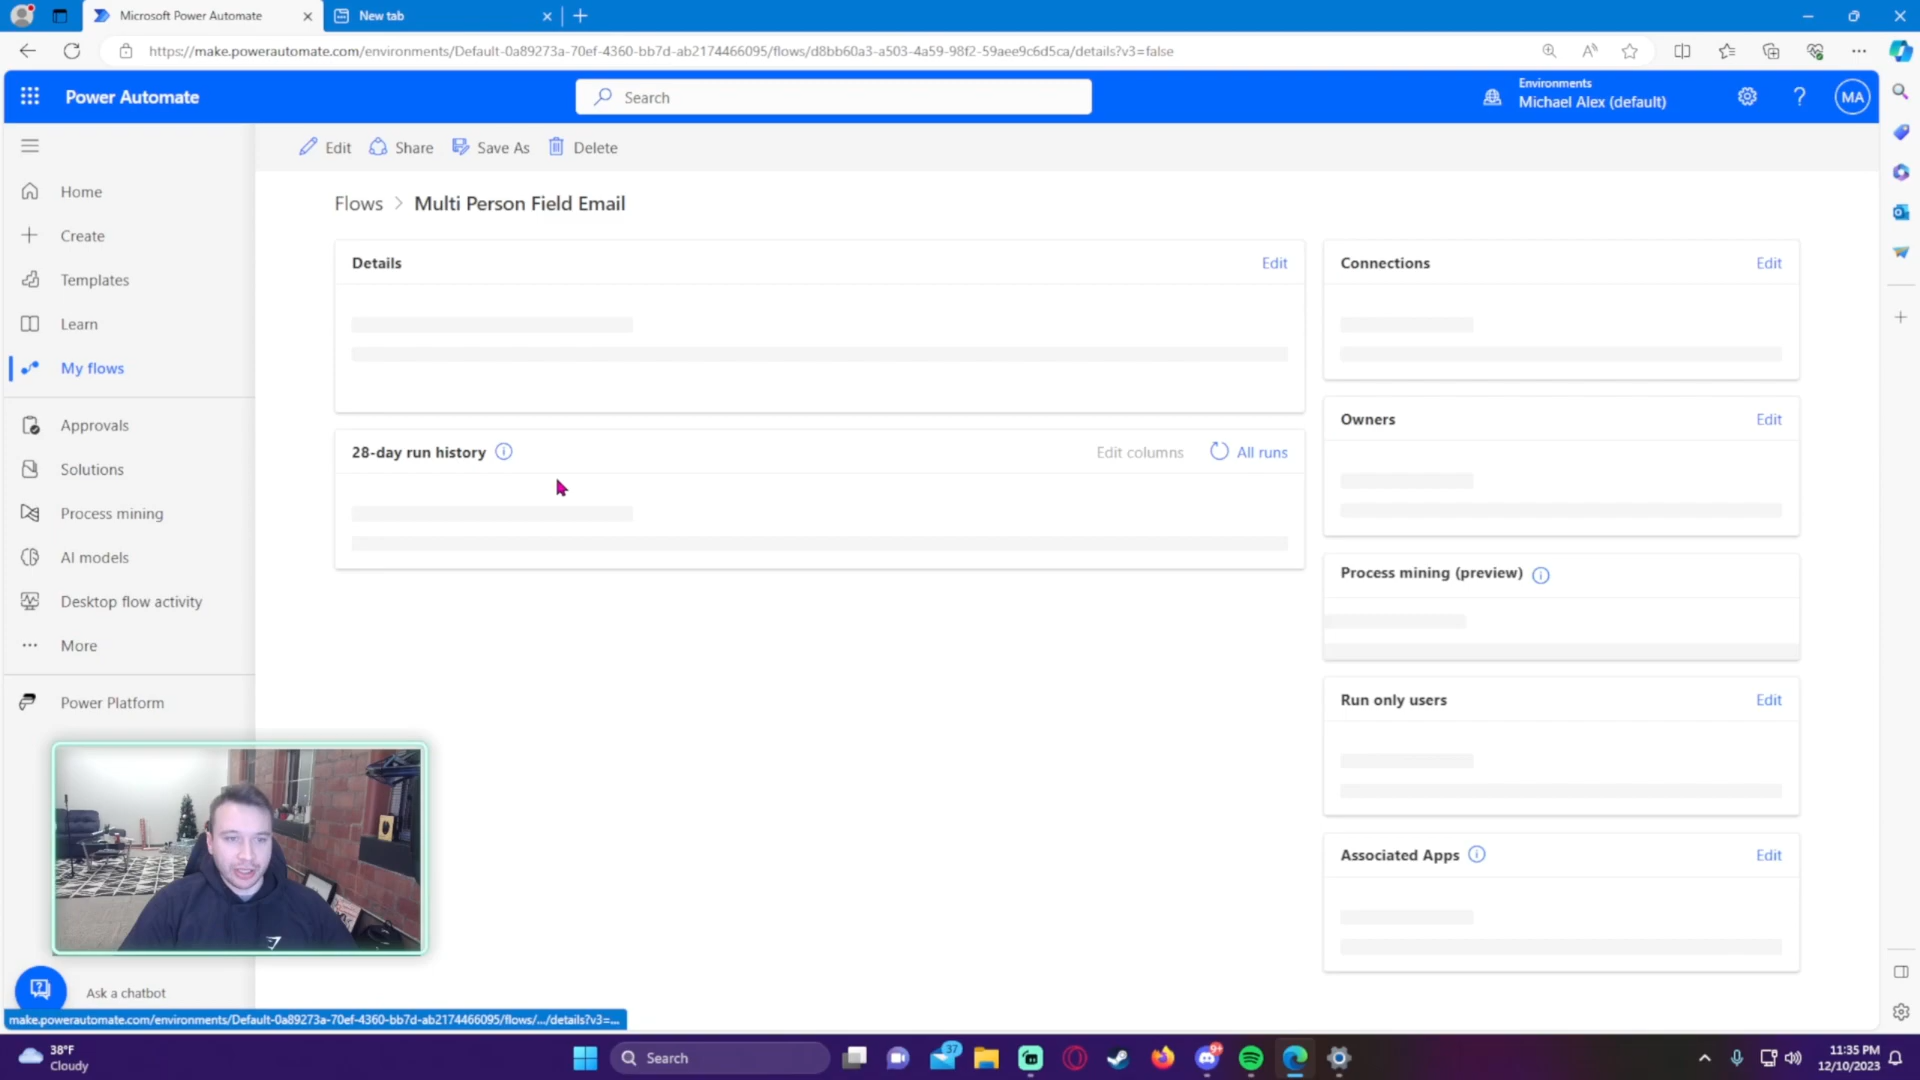 Microsoft Power Automate
New tab
https://make.powerautomate.com/environments/Default-0a89273a-70ef-4360-bb7d-ab2174466095/flows/d8bb60a3-a503-4a59-98f2-59aee9c6d5ca/details?v3=false
Power Automate
Search
Environments
Michael Alex (default)
?
MA
Edit
Share
Save As
Delete
Home
Create
Templates
Learn
My flows
Approvals
Solutions
Process mining
AI models
Desktop flow activity
More
Power Platform
Ask a chatbot
Flows > Multi Person Field Email
Details
Edit
28-day run history
Edit columns
All runs
Connections
Edit
Owners
Edit
Process mining (preview)
Run only users
Edit
Associated Apps
Edit
make.powerautomate.com/environments/Default-0a89273a-70ef-4360-bb7d-ab2174466095/flows/.../details?v3=...
38°F
Cloudy
Search
37
9+
11:35 PM
12/10/2023